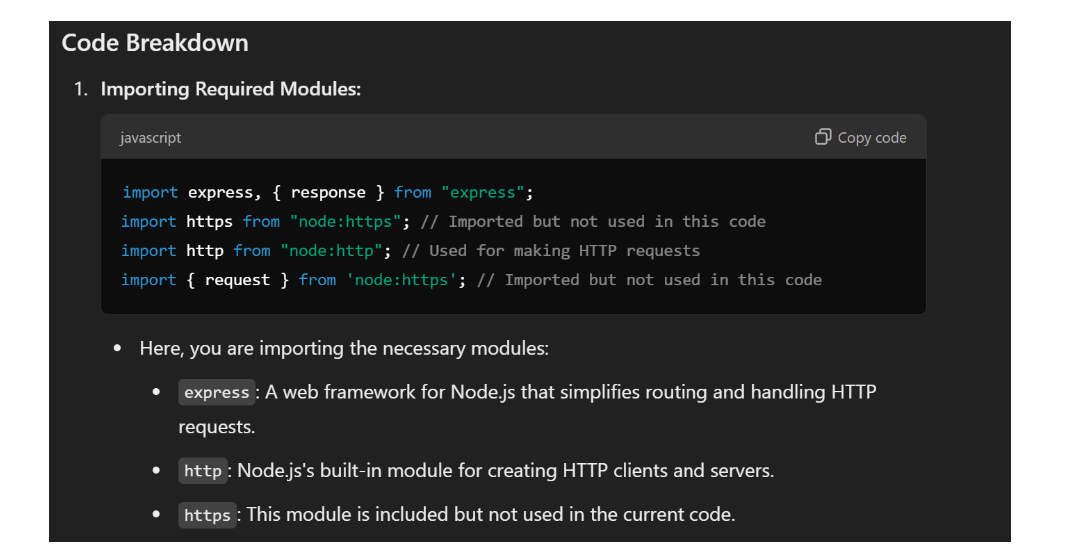 Code Breakdown
1. Importing Required Modules:
javascript
Copy code
import express, { response } from "express";
import https from "node:https"; // Imported but not used in this code
import http from "node:http"; // Used for making HTTP requests
import { request } from 'node:https'; // Imported but not used in this code
• Here, you are importing the necessary modules:
• express: A web framework for Node.js that simplifies routing and handling HTTP
requests.
• http: Node.js's built-in module for creating HTTP clients and servers.
• https: This module is included but not used in the current code.